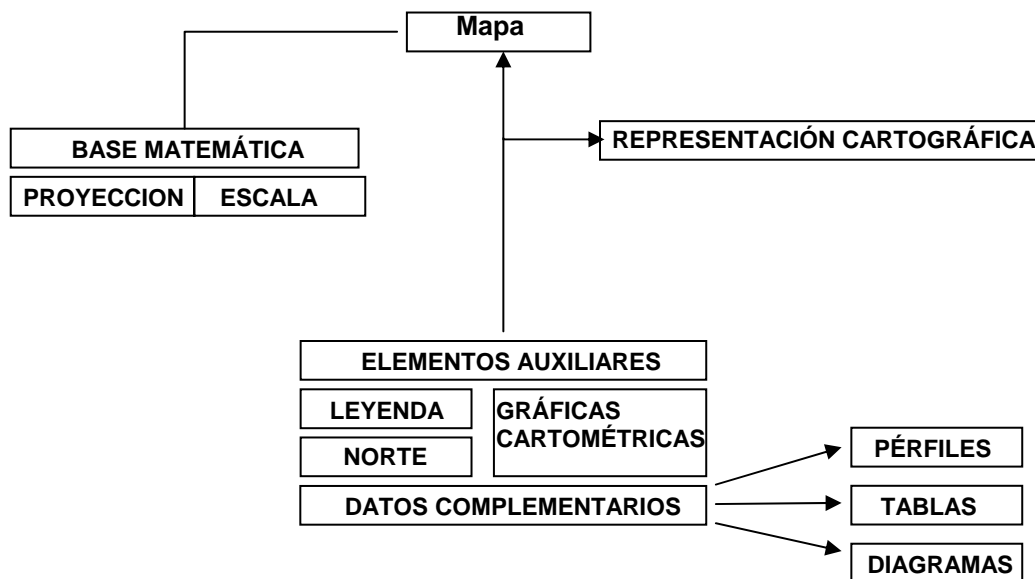 Mapa
BASE MATEMÁTICA
REPRESENTACIÓN CARTOGRÁFICA
PROYECCION
ESCALA
ELEMENTOS AUXILIARES
LEYENDA
NORTE
GRÁFICAS
CARTOMÉTRICAS
DATOS COMPLEMENTARIOS
PÉRFILES
TABLAS
DIAGRAMAS